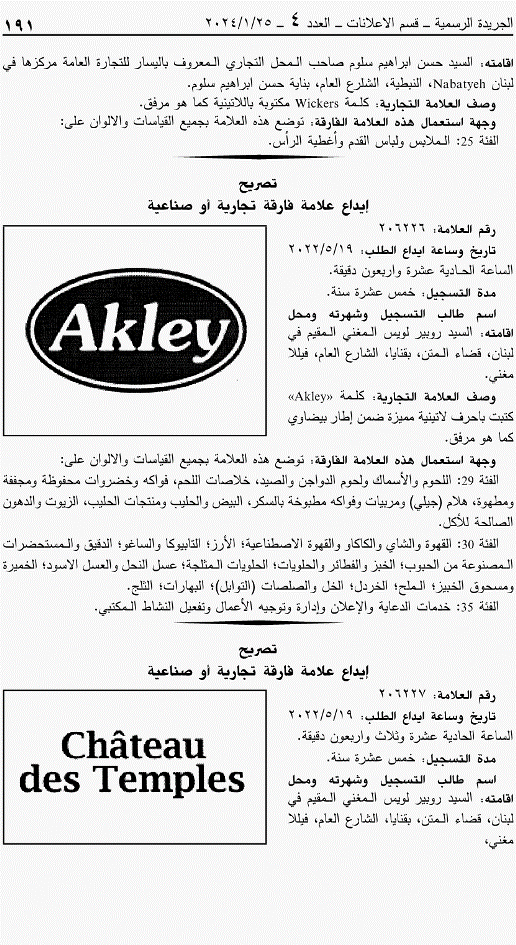 الجريدة الرسمية ـ قسم الاعلانات ـ العدد ٤ ـ ٢٠٢٤/١/٢٥
١٩١
اقامته: السيد حسن ابراهيم سلوم صاحب المحل التجاري المعروف باليسار للتجارة العامة مركزها في
لبنان Nabatyeh، النبطية، الشلرع العام، بناية حسن ابراهيم سلوم.
وصف العلامة التجارية: كلمة Wickers مكتوبة باللاتينية كما هو مرفق.
وجهة استعمال هذه العلامة الفارقة: توضع هذه العلامة بجميع القياسات والالوان على:
الفئة 25: الملابس ولباس القدم وأغطية الرأس.
تصريح
إيداع علامة فارقة تجارية أو صناعية
رقم العلامة: ٢٠٦٢٢٦
تاريخ وساعة ايداع الطلب: ٢٠٢٢/٥/١٩
الساعة الحادية عشرة واربعون دقيقة.
مدة التسجيل: خمس عشرة سنة.
اسم طالب التسجيل وشهرته ومحل
اقامته: السيد روبير لويس المغني المقيم في
لبنان، قضاء المتن، بقنايا، الشارع العام، فيللا
مغني.
وصف العلامة التجارية: كلمة «Akley»
كتبت باحرف لاتينية مميزة ضمن إطار بيضاوي
كما هو مرفق.
Akley
وجهة استعمال هذه العلامة الفارقة: توضع هذه العلامة بجميع القياسات والالوان على:
الفئة 29: اللحوم والأسماك ولحوم الدواجن والصيد، خلاصات اللحم، فواكه وخضروات محفوظة ومجففة
ومطهوة، هلام (جيلي) ومربيات وفواكه مطبوخة بالسكر، البيض والحليب ومنتجات الحليب، الزيوت والدهون
الصالحة للأكل.
الفئة 30: القهوة والشاي والكاكاو والقهوة الاصطناعية؛ الأرز؛ التابيوكا والساغو؛ الدقيق والمستحضرات
المصنوعة من الحبوب؛ الخبز والفطائر والحلويات؛ الحلويات المثلجة؛ عسل النحل والعسل الاسود؛ الخميرة
ومسحوق الخبيز؛ الملح؛ الخردل؛ الخل والصلصات (التوابل)؛ البهارات؛ الثلج.
الفئة 35: خدمات الدعاية والإعلان وإدارة وتوجيه الأعمال وتفعيل النشاط المكتبي.
تصريح
إيداع علامة فارقة تجارية أو صناعية
رقم العلامة: ٢٠٦٢٢٧
تاريخ وساعة ايداع الطلب: ٢٠٢٢/٥/١٩
الساعة الحادية عشرة وثلاث واربعون دقيقة.
مدة التسجيل: خمس عشرة سنة.
اسم طالب التسجيل وشهرته ومحل
اقامته: السيد روبير لويس المغني المقيم في
لبنان، قضاء المتن، بقنايا، الشارع العام، فيللا
مغني،
Château
des Temples